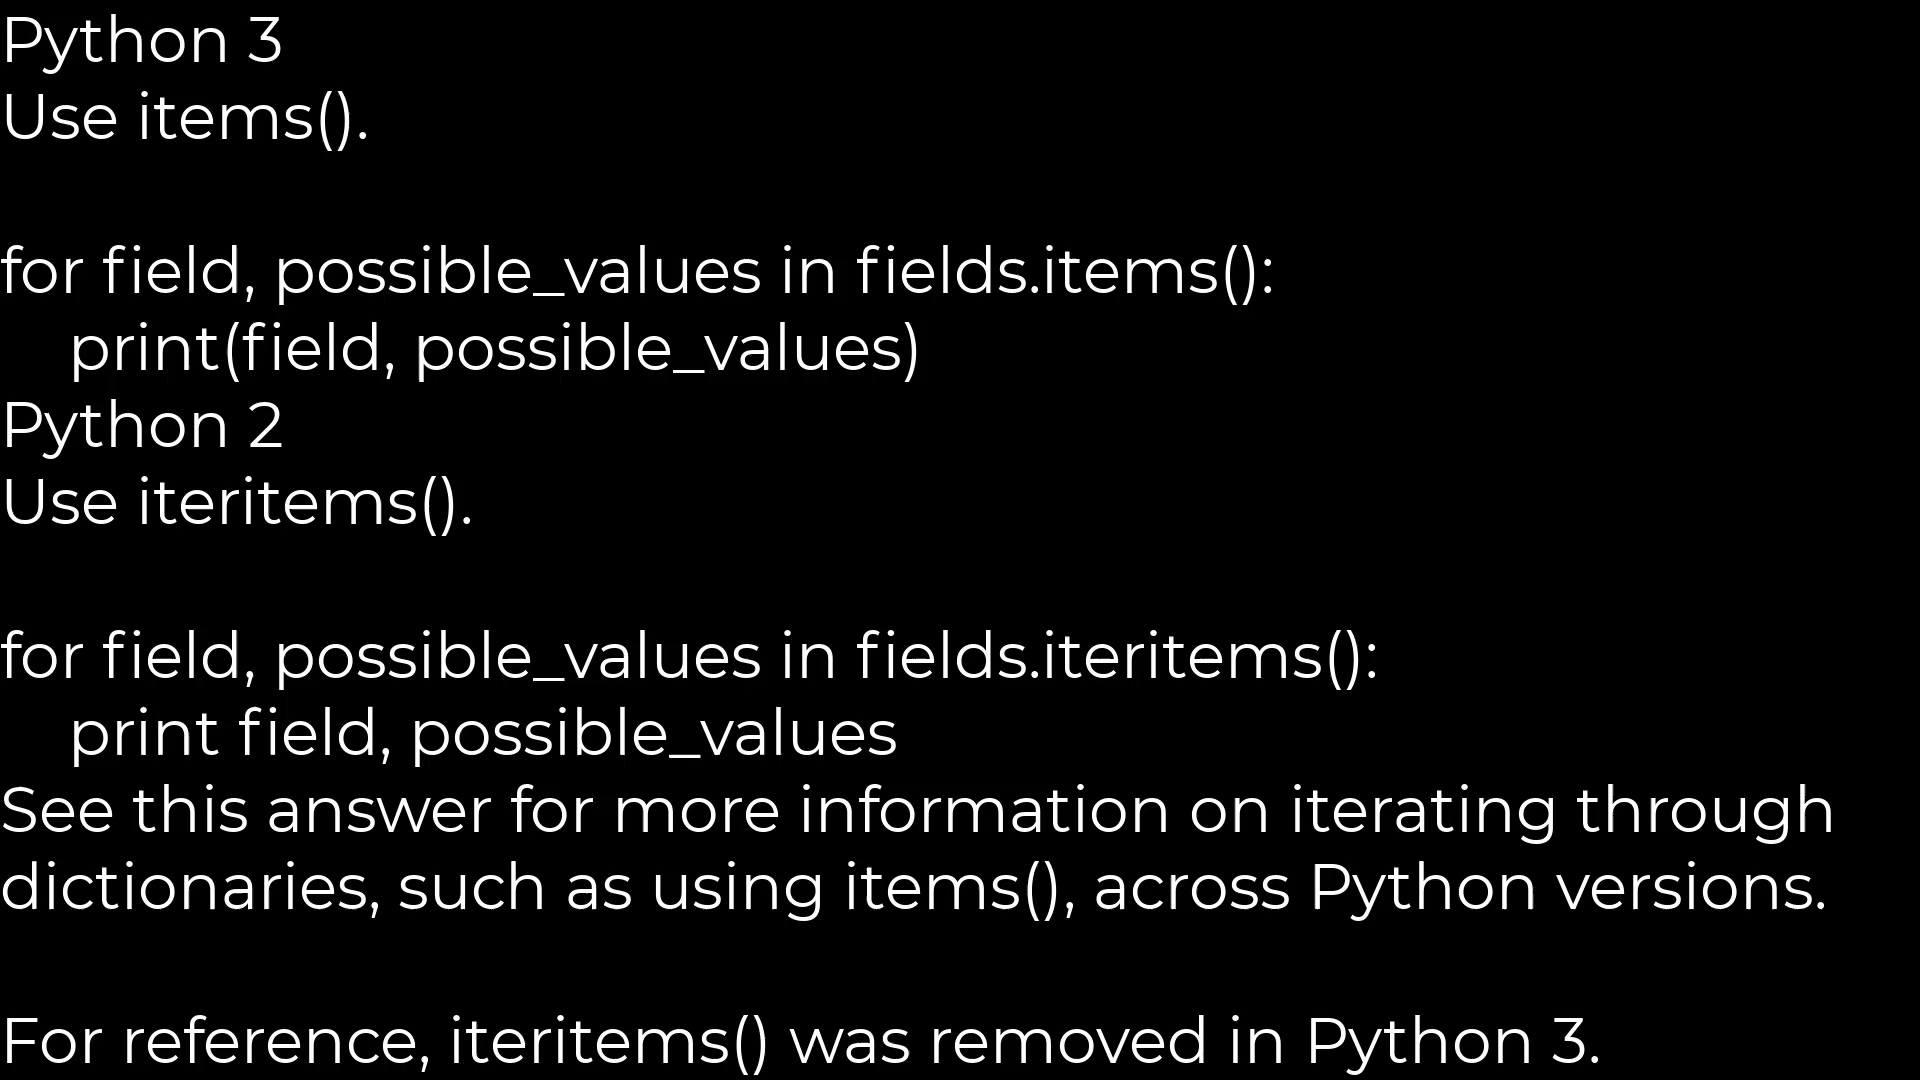 Python 3
Use items().

for field, possible_values in fields.items():
    print(field, possible_values)
Python 2
Use iteritems().

for field, possible_values in fields.iteritems():
    print field, possible_values
See this answer for more information on iterating through
dictionaries, such as using items(), across Python versions.

For reference, iteritems() was removed in Python 3.